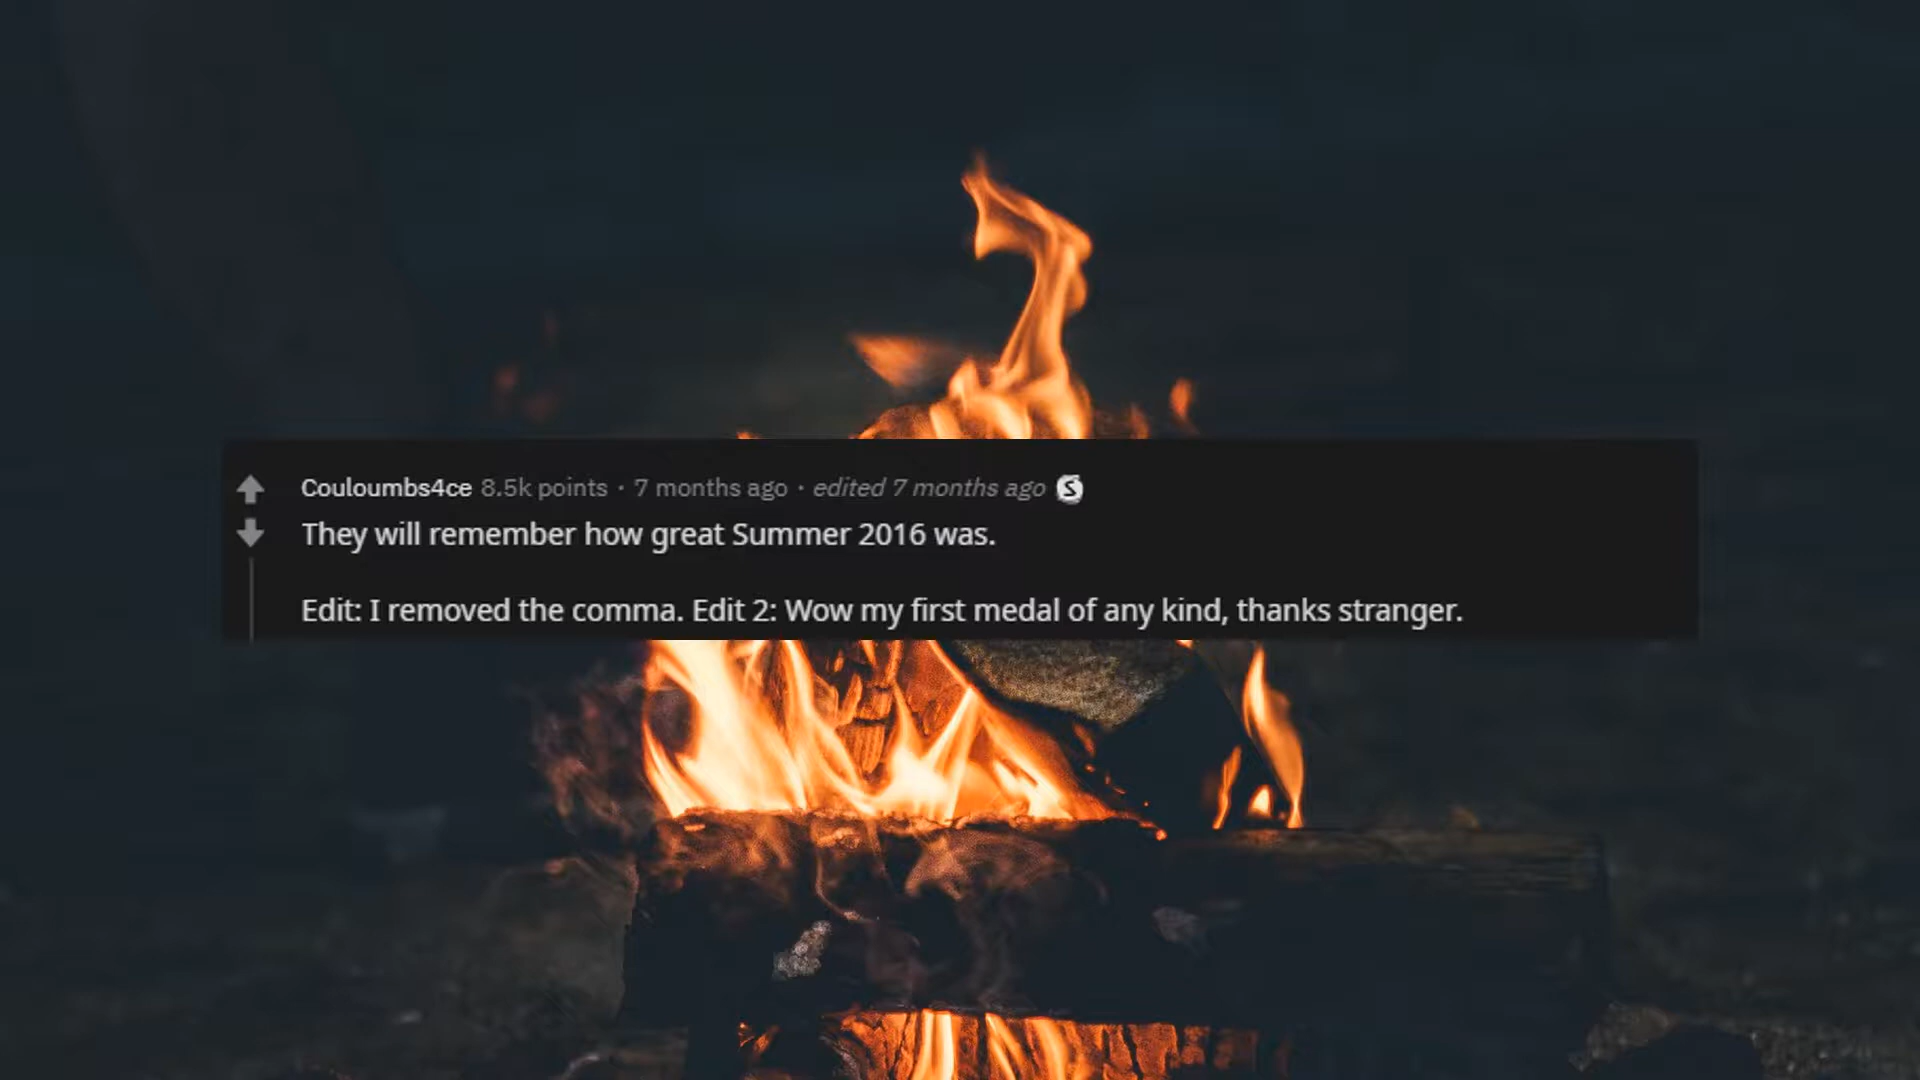 Couloumbs4ce 8.5k points · 7 months ago · edited 7 months ago S
They will remember how great Summer 2016 was.
Edit: I removed the comma. Edit 2: Wow my first medal of any kind, thanks stranger.